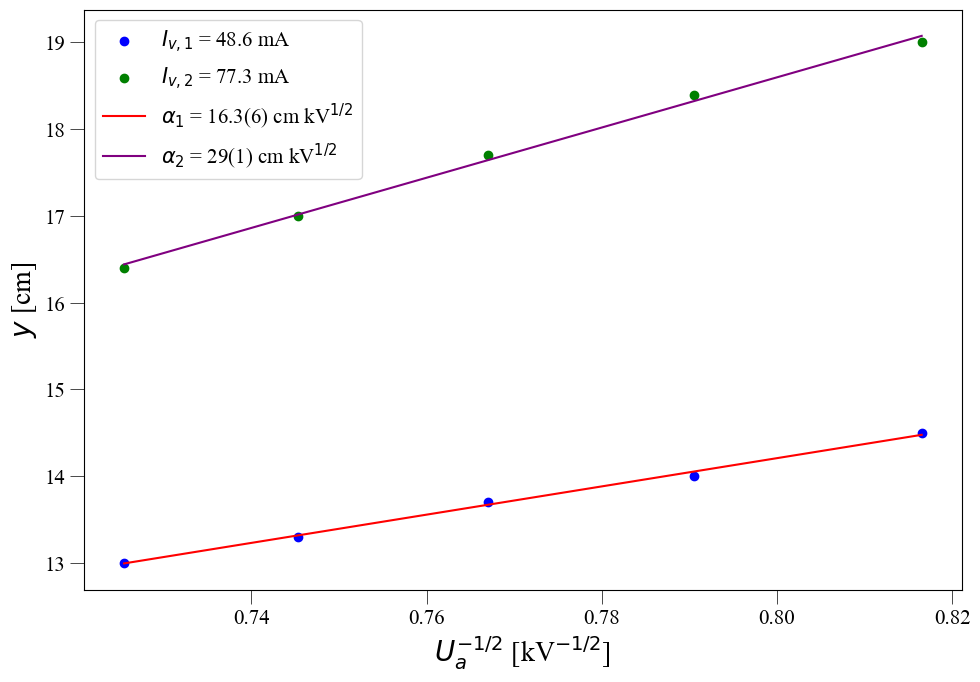 19
18
17
16
15
14
13
y [cm]
I_{v,1} = 48.6 mA
I_{v,2} = 77.3 mA
α_1 = 16.3(6) cm kV^{1/2}
α_2 = 29(1) cm kV^{1/2}
0.74 0.76 0.78 0.80 0.82
U_a^{-1/2} [kV^{-1/2}]